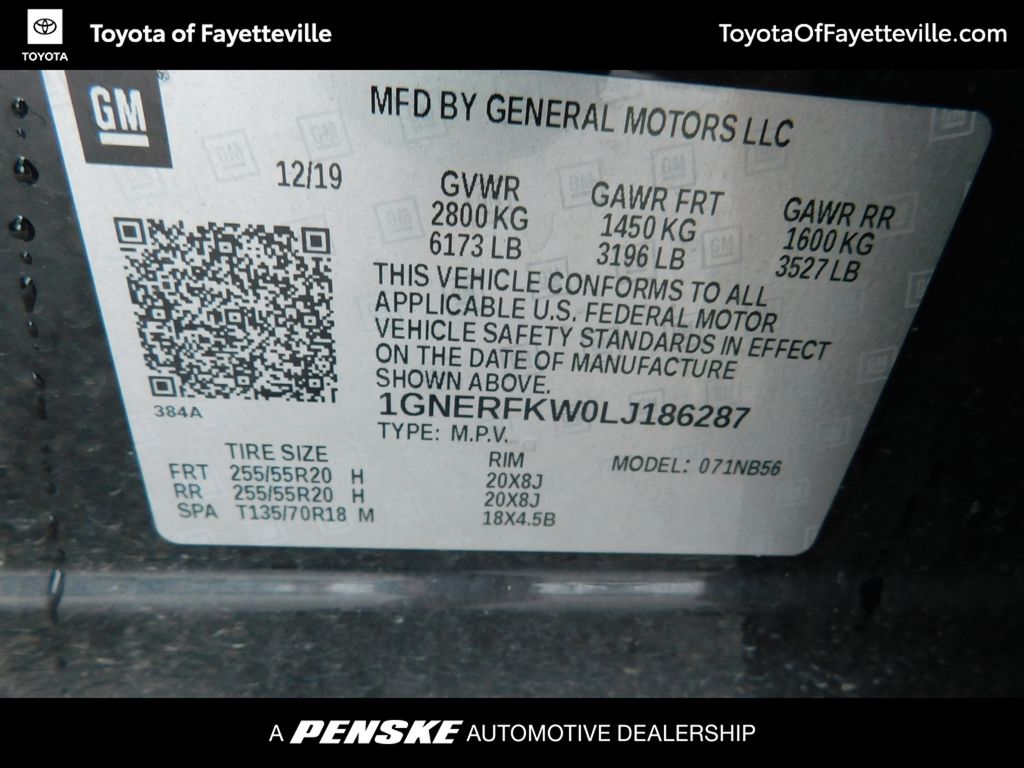 TOYOTA
Toyota of Fayetteville
ToyotaOfFayetteville.com
GM
MFD BY GENERAL MOTORS LLC
12/19
GVWR
2800 KG
6173 LB
GAWR FRT
1450 KG
3196 LB
GAWR RR
1600 KG
3527 LB
THIS VEHICLE CONFORMS TO ALL
APPLICABLE U.S. FEDERAL MOTOR
VEHICLE SAFETY STANDARDS IN EFFECT
ON THE DATE OF MANUFACTURE
SHOWN ABOVE.
384A
1GNERFKW0LJ186287
TYPE: M.P.V.
MODEL: 071NB56
TIRE SIZE RIM
FRT 255/55R20 H 20X8J
RR 255/55R20 H 20X8J
SPA T135/70R18 M 18X4.5B
A PENSKE AUTOMOTIVE DEALERSHIP